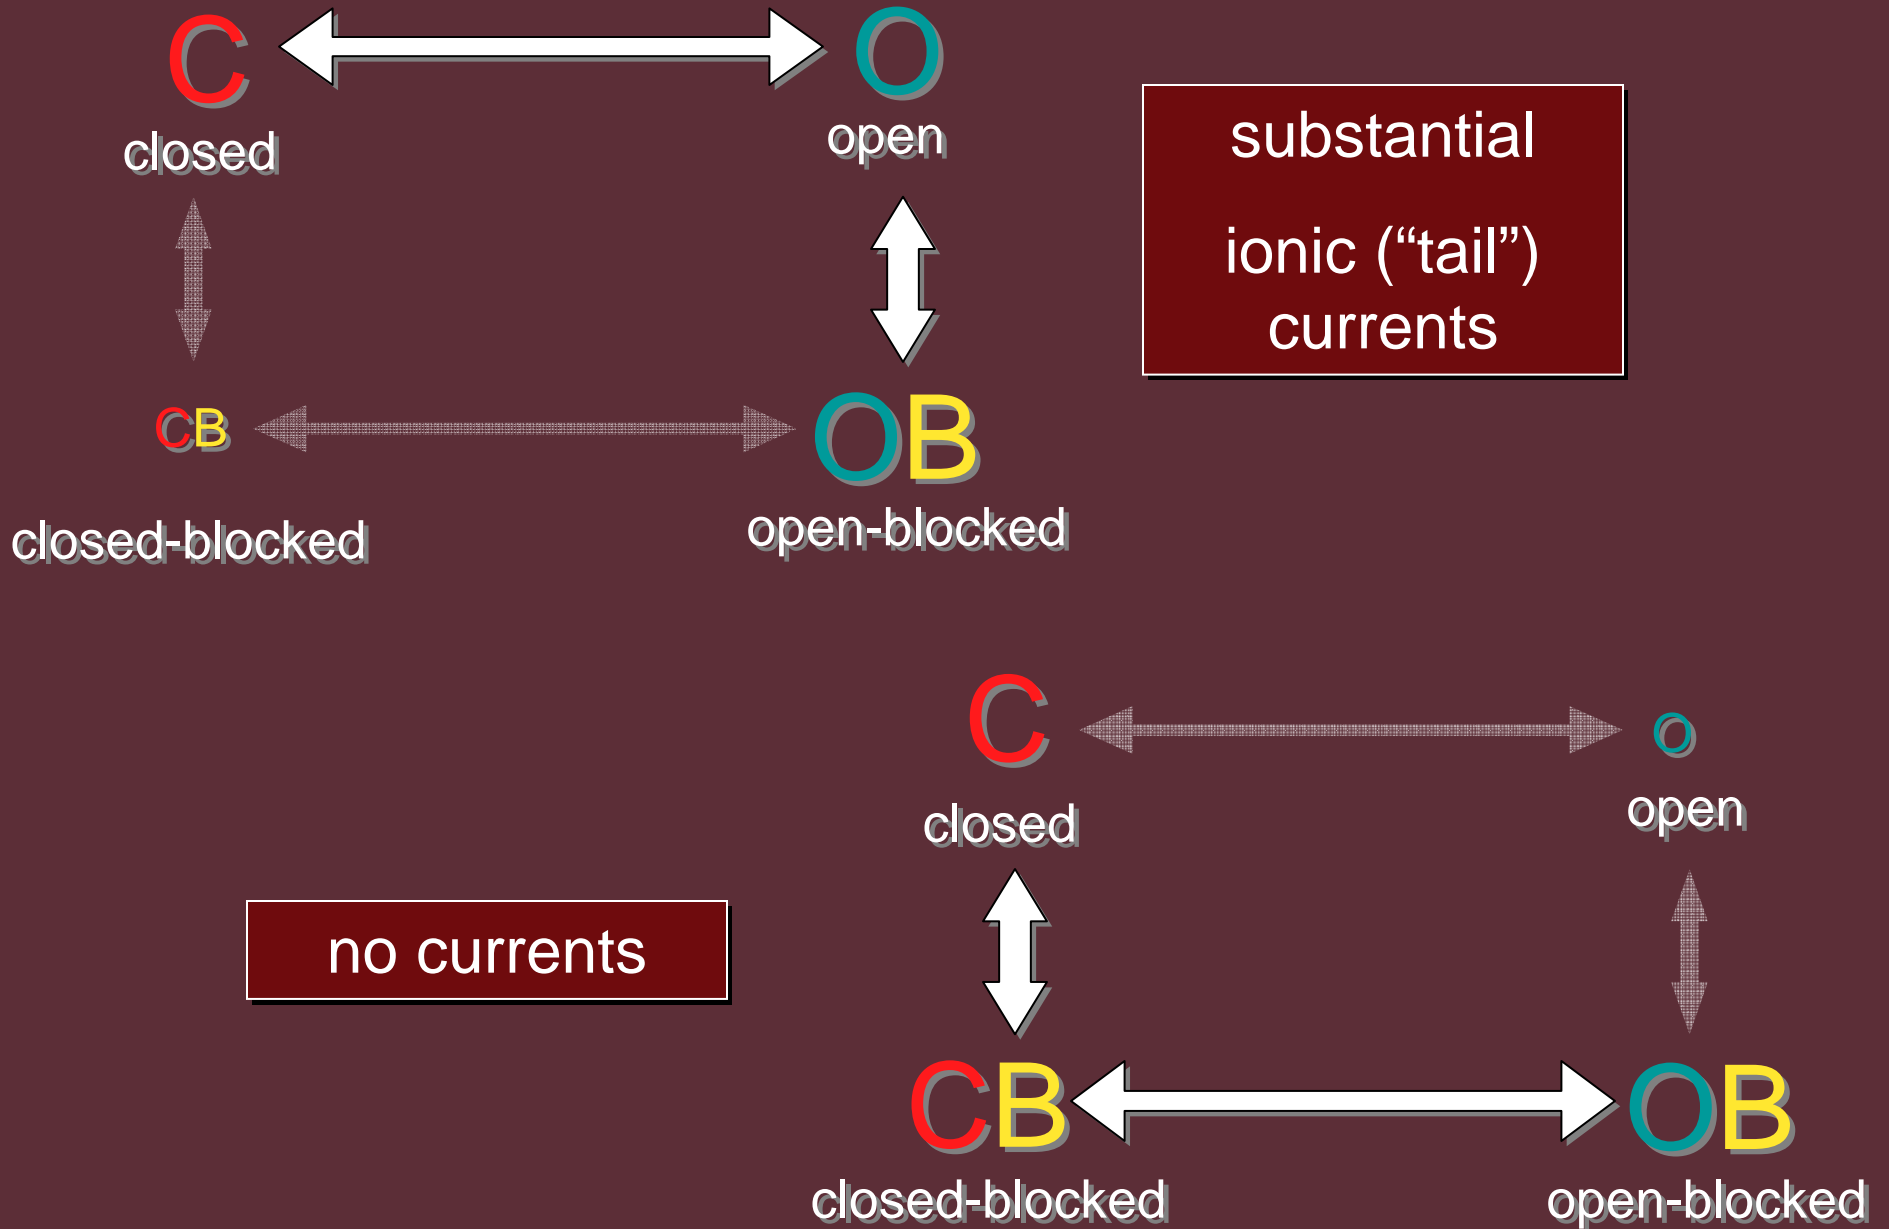 C
O
closed
open
substantial
ionic (“tail”)
currents
CB
OB
closed-blocked
open-blocked
C
O
closed
open
no currents
CB
OB
closed-blocked
open-blocked